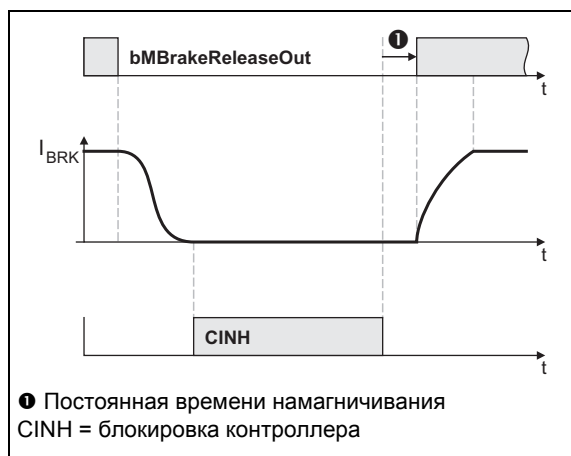 bMBrakeReleaseOut
❶
t
I BRK
t
CINH
t
❶ Постоянная времени намагничивания
CINH = блокировка контроллера